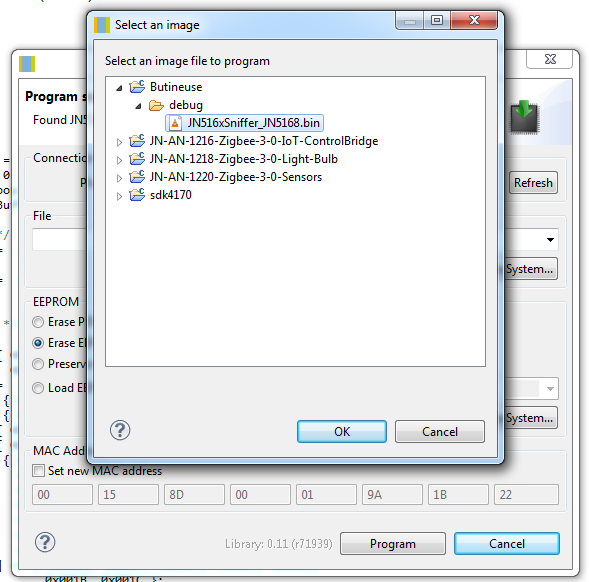 Select an image
Select an image file to program
Butineuse
debug
JN516xSniffer_JN5168.bin
JN-AN-1216-Zigbee-3-0-IoT-ControlBridge
JN-AN-1218-Zigbee-3-0-Light-Bulb
JN-AN-1220-Zigbee-3-0-Sensors
sdk4170
OK
Cancel
Program s
Found JN5
Connectio
P
Refresh
File
System...
EEPROM
Erase P
Erase E
Preserv
Load EE
System...
MAC Add
Set new MAC address
00 15 8D 00 01 9A 1B 22
Library: 0.11 (r71939)
Program
Cancel